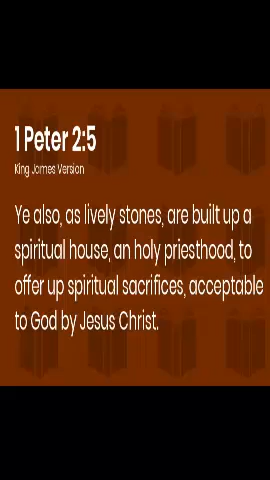 1 Peter 2:5
King James Version
Ye also, as lively stones, are built up a
spiritual house, an holy priesthood, to
offer up spiritual sacrifices, acceptable
to God by Jesus Christ.